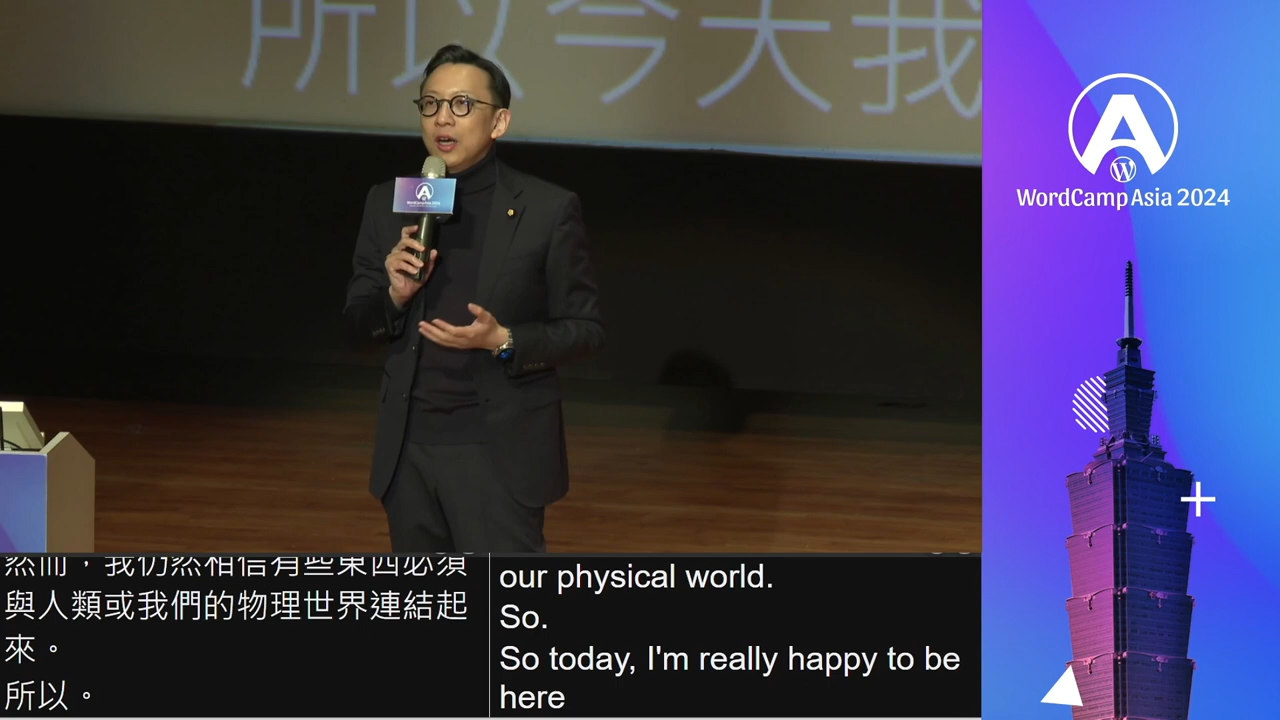 所以今天我
WordCamp Asia 2024
WordCamp Asia 2024
然而，我仍然相信有些東西必須
與人類或我們的物理世界連結起
來。
所以。
our physical world.
So.
So today, I'm really happy to be
here